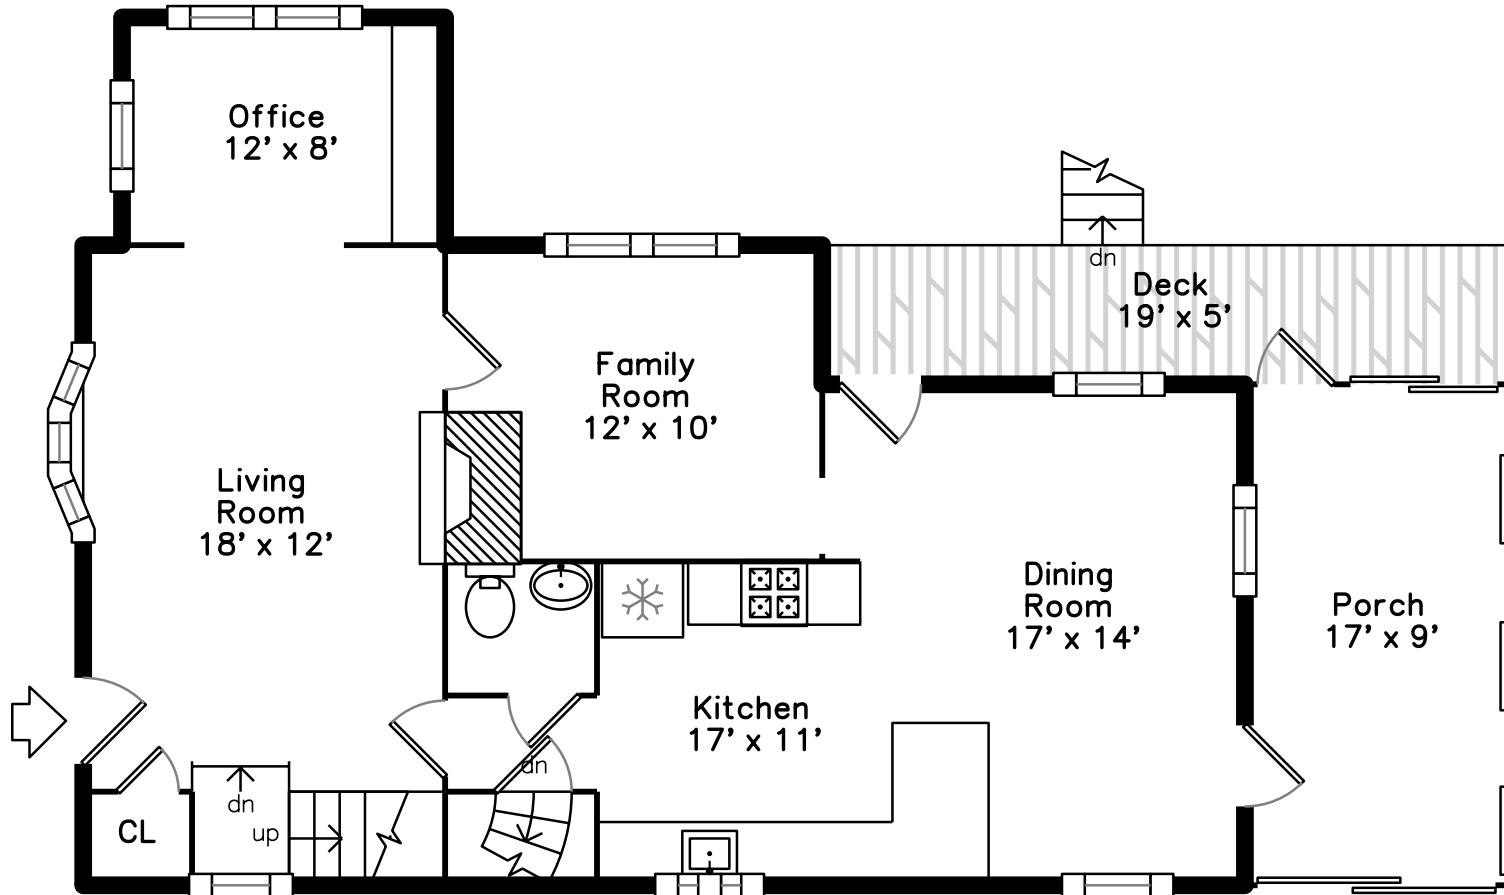 Office
12' x 8'
dn
Deck
19' x 5'
Family
Room
12' x 10'
Living
Room
18' x 12'
Dining
Room
17' x 14'
Porch
17' x 9'
Kitchen
17' x 11'
dn
dn
up
CL